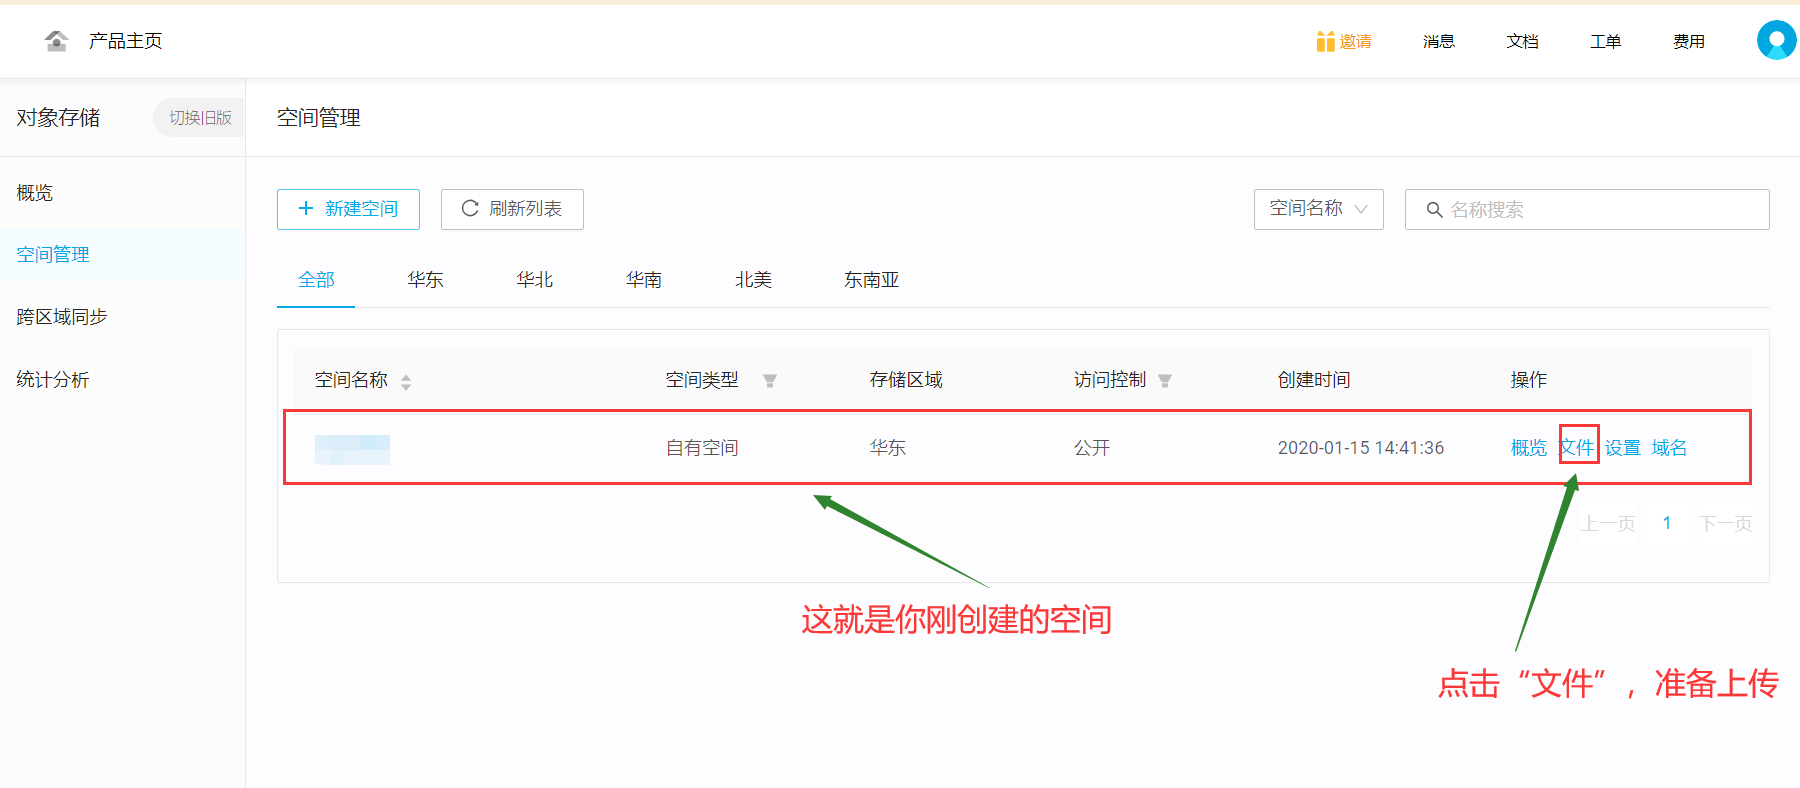 产品主页
邀请 消息 文档 工单 费用
对象存储 切换旧版
空间管理
概览
空间管理
跨区域同步
统计分析
+ 新建空间 刷新列表 空间名称 名称搜索
全部 华东 华北 华南 北美 东南亚
空间名称 空间类型 存储区域 访问控制 创建时间 操作
自有空间 华东 公开 2020-01-15 14:41:36 概览 文件 设置 域名
上一页 1 下一页
这就是你刚创建的空间
点击“文件”，准备上传